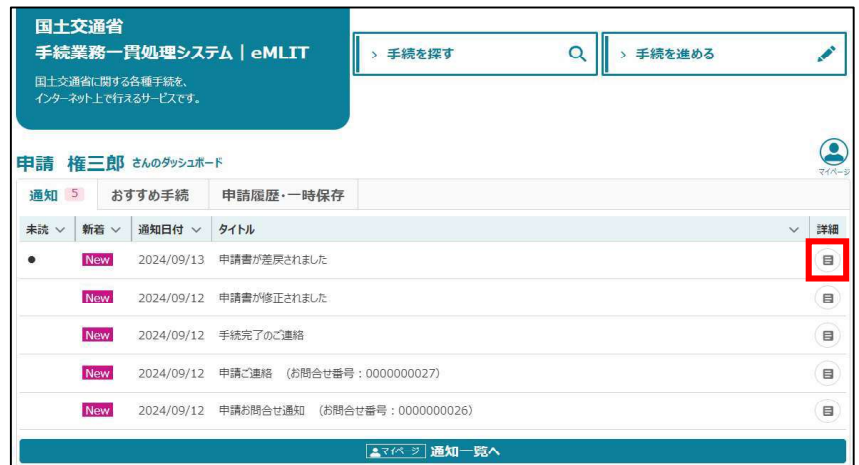 国土交通省
手続業務一貫処理システム | eMLIT
国土交通省に関する各種手続を、
インターネット上で行えるサービスです。
> 手続を探す
> 手続を進める
申請 権三郎 さんのダッシュボード
マイページ
通知 5 おすすめ手続 申請履歴・一時保存
未読 新着 通知日付 タイトル 詳細
● New 2024/09/13 申請書が差戻されました
New 2024/09/12 申請書が修正されました
New 2024/09/12 手続完了のご連絡
New 2024/09/12 申請ご連絡 (お問合せ番号:0000000027)
New 2024/09/12 申請お問合せ通知 (お問合せ番号:0000000026)
マイページ 通知一覧へ